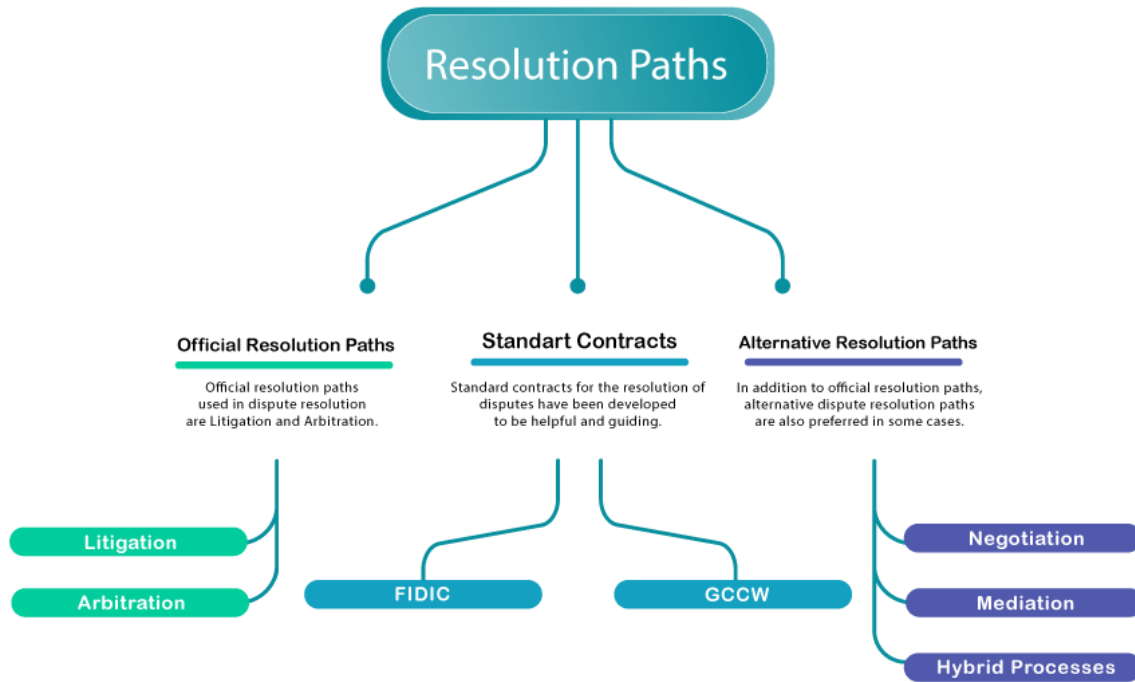 Resolution Paths
Official Resolution Paths
Official resolution paths
used in dispute resolution
are Litigation and Arbitration.
Litigation
Arbitration
Standart Contracts
Standard contracts for the resolution of
disputes have been developed
to be helpful and guiding.
FIDIC
GCCW
Alternative Resolution Paths
In addition to official resolution paths,
alternative dispute resolution paths
are also preferred in some cases.
Negotiation
Mediation
Hybrid Processes